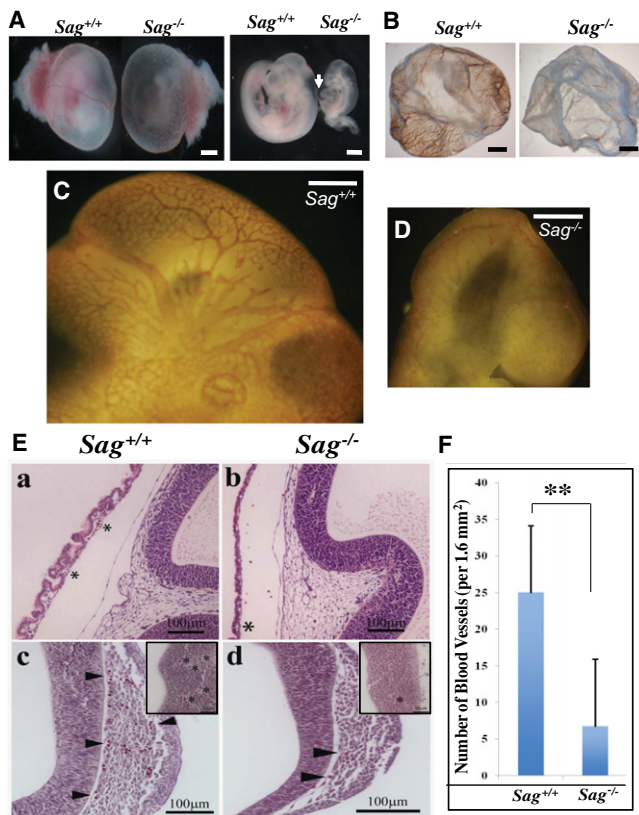 A
Sag+/+ Sag-/- Sag+/+ Sag-/-
B
Sag+/+ Sag-/-
C
Sag+/+
D
Sag-/-
E Sag+/+ Sag-/-
a
*
*
100μm
b
*
100μm
c
100μm
d
100μm
F
**
Number of Blood Vessels (per 1.6 mm2)
40
35
30
25
20
15
10
5
0
Sag+/+ Sag-/-